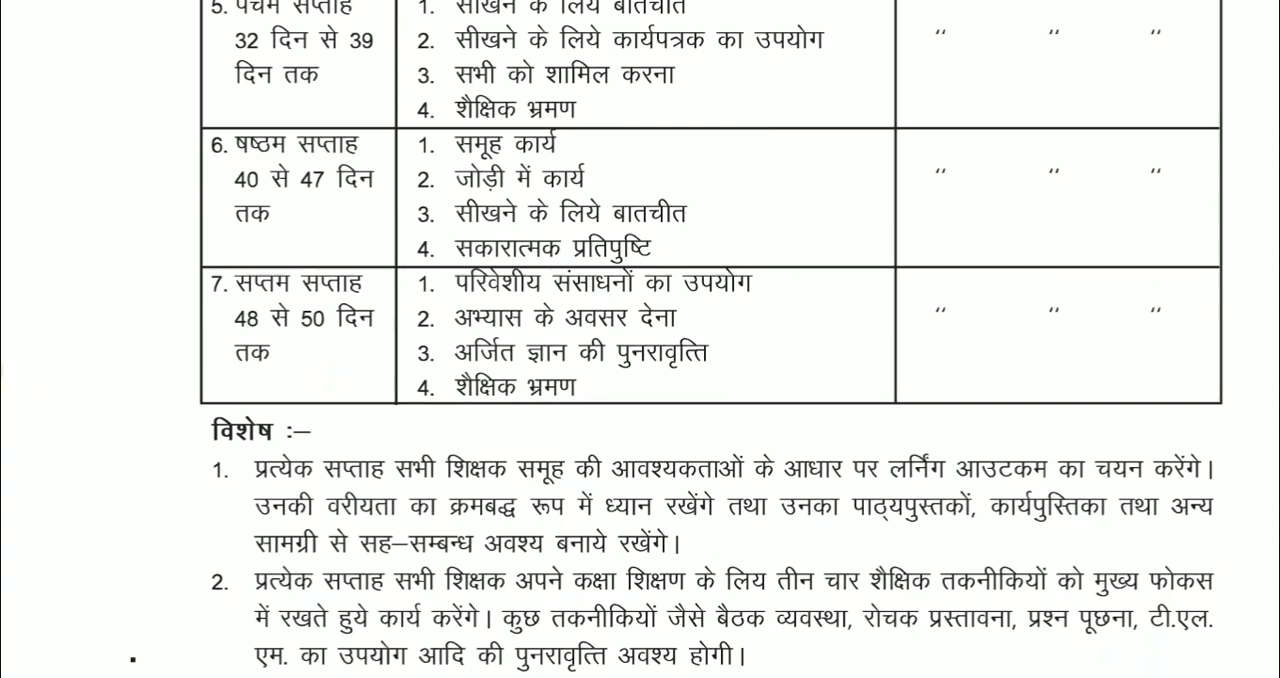 5. पंचम सप्ताह 1. सीखने के लिये बातचीत
32 दिन से 39 2. सीखने के लिये कार्यपत्रक का उपयोग " " "
दिन तक 3. सभी को शामिल करना
4. शैक्षिक भ्रमण
6. षष्ठम सप्ताह 1. समूह कार्य
40 से 47 दिन 2. जोड़ी में कार्य " " "
तक 3. सीखने के लिये बातचीत
4. सकारात्मक प्रतिपुष्टि
7. सप्तम सप्ताह 1. परिवेशीय संसाधनों का उपयोग
48 से 50 दिन 2. अभ्यास के अवसर देना " " "
तक 3. अर्जित ज्ञान की पुनरावृत्ति
4. शैक्षिक भ्रमण
विशेष :–
1. प्रत्येक सप्ताह सभी शिक्षक समूह की आवश्यकताओं के आधार पर लर्निंग आउटकम का चयन करेंगे।
उनकी वरीयता का क्रमबद्ध रूप में ध्यान रखेंगे तथा उनका पाठ्यपुस्तकों, कार्यपुस्तिका तथा अन्य
सामग्री से सह–सम्बन्ध अवश्य बनाये रखेंगे।
2. प्रत्येक सप्ताह सभी शिक्षक अपने कक्षा शिक्षण के लिय तीन चार शैक्षिक तकनीकियों को मुख्य फोकस
में रखते हुये कार्य करेंगे। कुछ तकनीकियों जैसे बैठक व्यवस्था, रोचक प्रस्तावना, प्रश्न पूछना, टी.एल.
एम. का उपयोग आदि की पुनरावृत्ति अवश्य होगी।